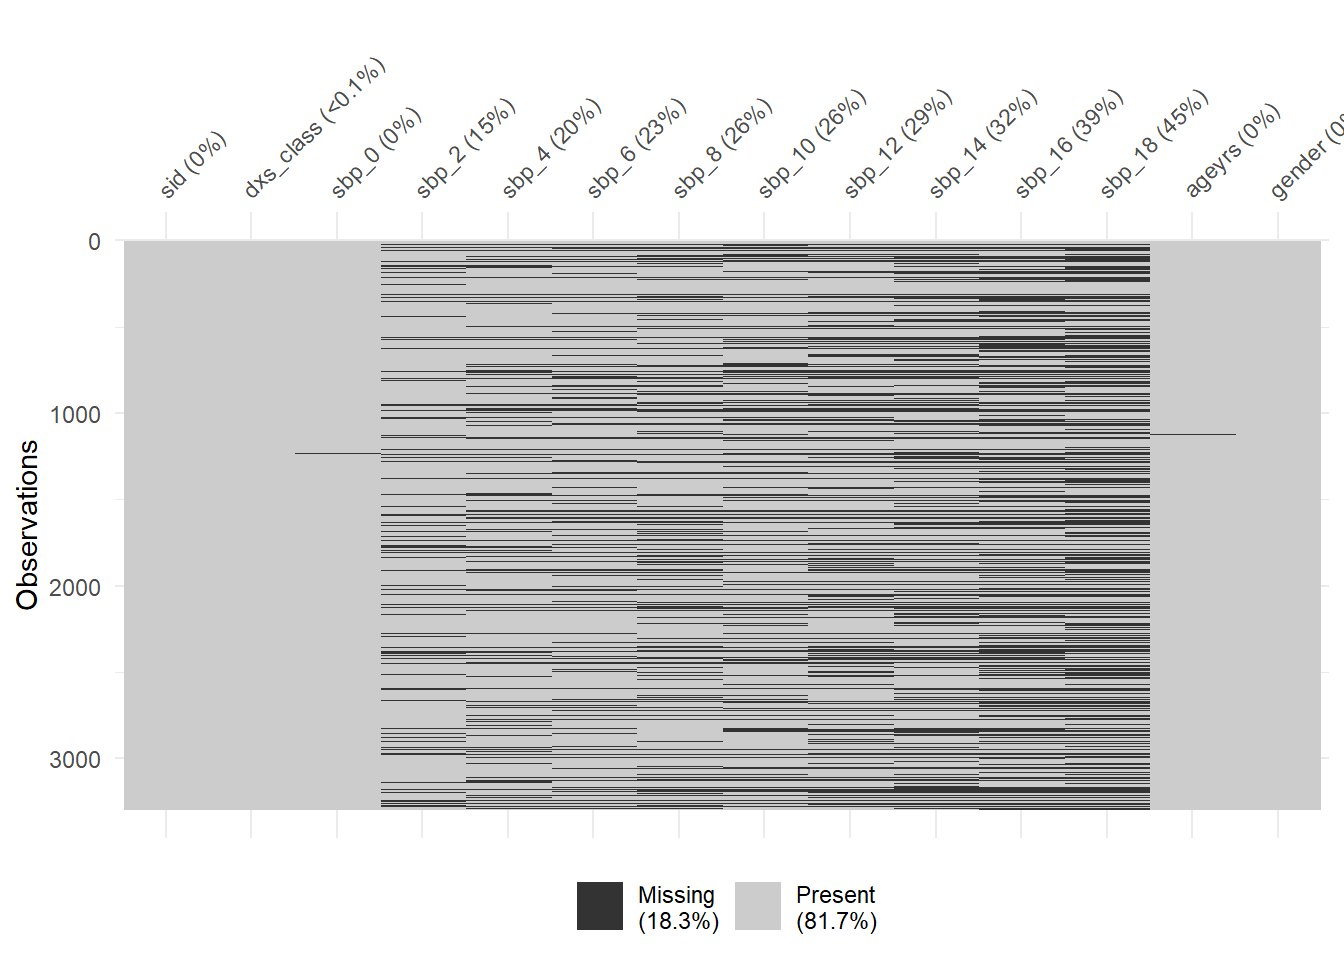 sid (0%)
dxs_class (<0.1%)
sbp_0 (0%)
sbp_2 (15%)
sbp_4 (20%)
sbp_6 (23%)
sbp_8 (26%)
sbp_10 (26%)
sbp_12 (29%)
sbp_14 (32%)
sbp_16 (39%)
sbp_18 (45%)
ageyrs (0%)
gender (0%
0
1000
2000
3000
Observations
Missing
(18.3%)
Present
(81.7%)